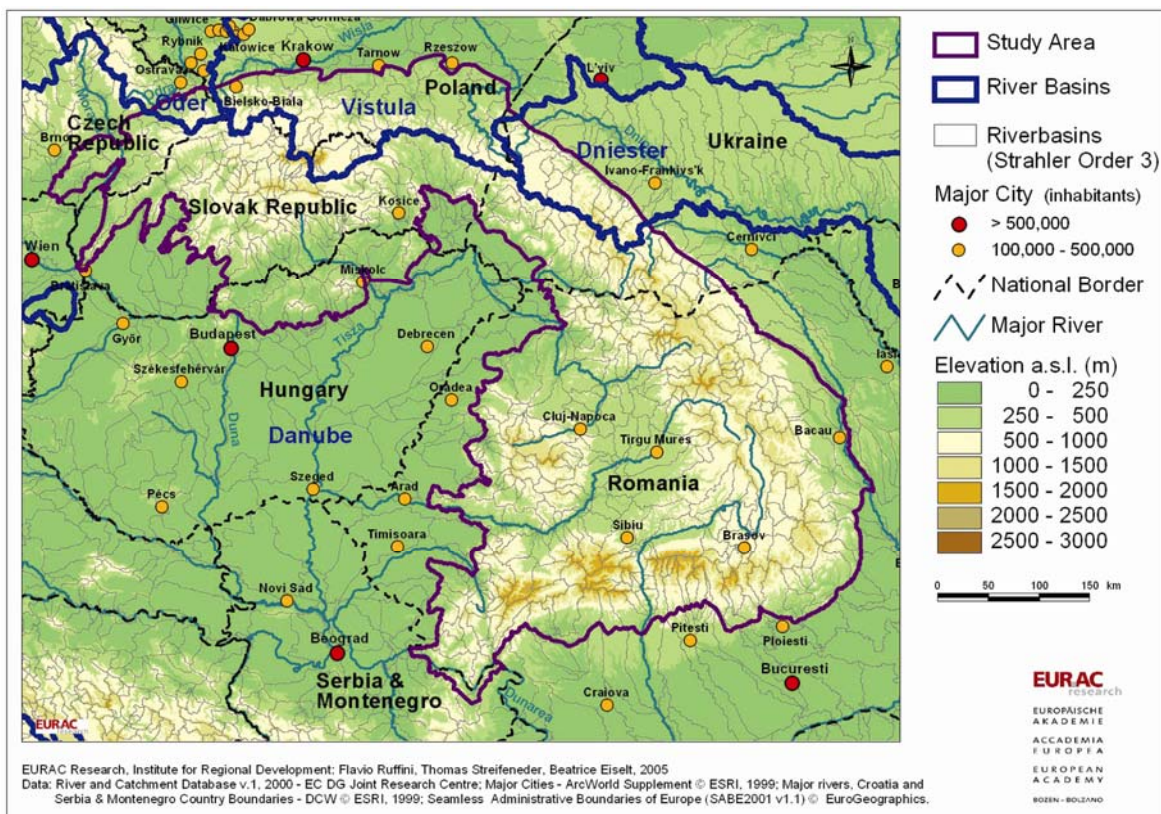 Gliwice
Dabrowa Gornicza
Rybnik
Katowice
Krakow
Wisla
Tarnow
Rzeszow
L'viv
Ostrava
Odra
Oder
Bielsko-Biala
Vistula
Poland
Ukraine
Brno
Czech
Republic
Dniester
Ivano-Frankivs'k
Slovak Republic
Kosice
Cernivci
Wien
Bratislava
Miskolc
Györ
Budapest
Tisza
Debrecen
Iasi
Székesfehérvár
Hungary
Oradea
Duna
Danube
Cluj-Napoca
Tirgu Mures
Bacau
Romania
Szeged
Arad
Pécs
Timisoara
Sibiu
Brasov
Novi Sad
Beograd
Pitesti
Ploiesti
Serbia &
Montenegro
Bucuresti
Dunarea
Craiova
EURAC
research
Study Area
River Basins
Riverbasins
(Strahler Order 3)
Major City (inhabitants)
> 500,000
100,000 - 500,000
National Border
Major River
Elevation a.s.l. (m)
0 - 250
250 - 500
500 - 1000
1000 - 1500
1500 - 2000
2000 - 2500
2500 - 3000
0 50 100 150 km
EURAC
research
EUROPÄISCHE
AKADEMIE
ACCADEMIA
EUROPEA
EUROPEAN
ACADEMY
BOZEN - BOLZANO
EURAC Research, Institute for Regional Development: Flavio Ruffini, Thomas Streifeneder, Beatrice Eiselt, 2005
Data: River and Catchment Database v.1, 2000 - EC DG Joint Research Centre; Major Cities - ArcWorld Supplement © ESRI, 1999; Major rivers, Croatia and
Serbia & Montenegro Country Boundaries - DCW © ESRI, 1999; Seamless Administrative Boundaries of Europe (SABE2001 v1.1) © EuroGeographics.